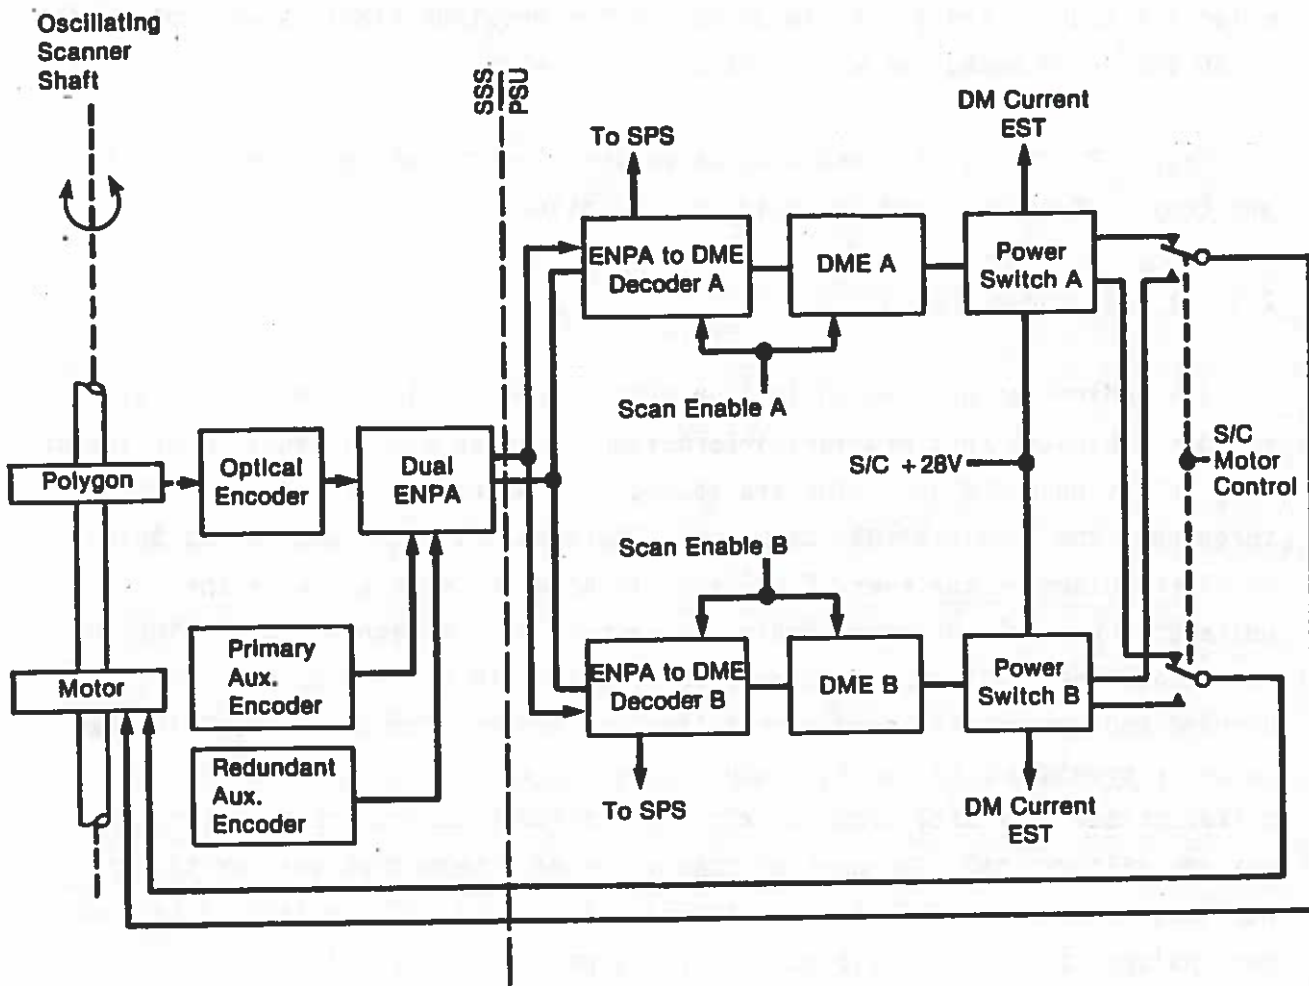 Oscillating
Scanner
Shaft
SSS
PSU
To SPS
DM Current
EST
ENPA to DME
Decoder A
DME A
Power
Switch A
Scan Enable A
S/C +28V
S/C
Motor
Control
Polygon
Optical
Encoder
Dual
ENPA
Scan Enable B
Primary
Aux.
Encoder
Motor
ENPA to DME
Decoder B
DME B
Power
Switch B
Redundant
Aux.
Encoder
To SPS
DM Current
EST